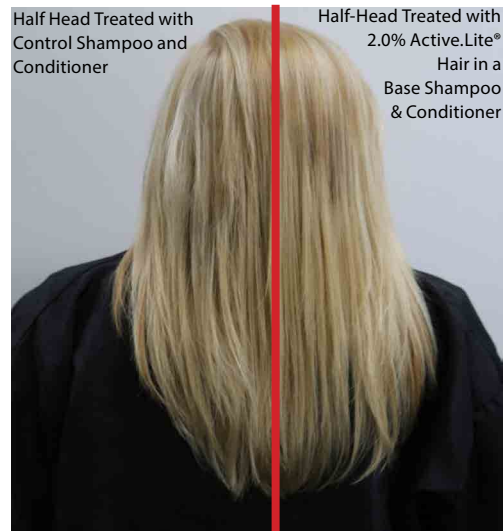 Half Head Treated with
Control Shampoo and
Conditioner
Half-Head Treated with
2.0% Active.Lite®
Hair in a
Base Shampoo
& Conditioner